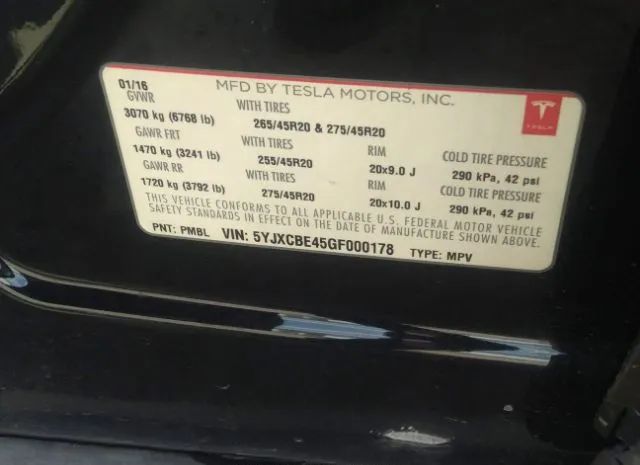 01/16 MFD BY TESLA MOTORS, INC.
GVWR WITH TIRES
3070 kg (6768 lb) 265/45R20 & 275/45R20
GAWR FRT WITH TIRES RIM COLD TIRE PRESSURE
1470 kg (3241 lb) 255/45R20 20x9.0 J 290 kPa, 42 psi
GAWR RR WITH TIRES RIM COLD TIRE PRESSURE
1720 kg (3792 lb) 275/45R20 20x10.0 J 290 kPa, 42 psi
THIS VEHICLE CONFORMS TO ALL APPLICABLE U.S. FEDERAL MOTOR VEHICLE
SAFETY STANDARDS IN EFFECT ON THE DATE OF MANUFACTURE SHOWN ABOVE.
PNT: PMBL VIN: 5YJXCBE45GF000178 TYPE: MPV
TESLA